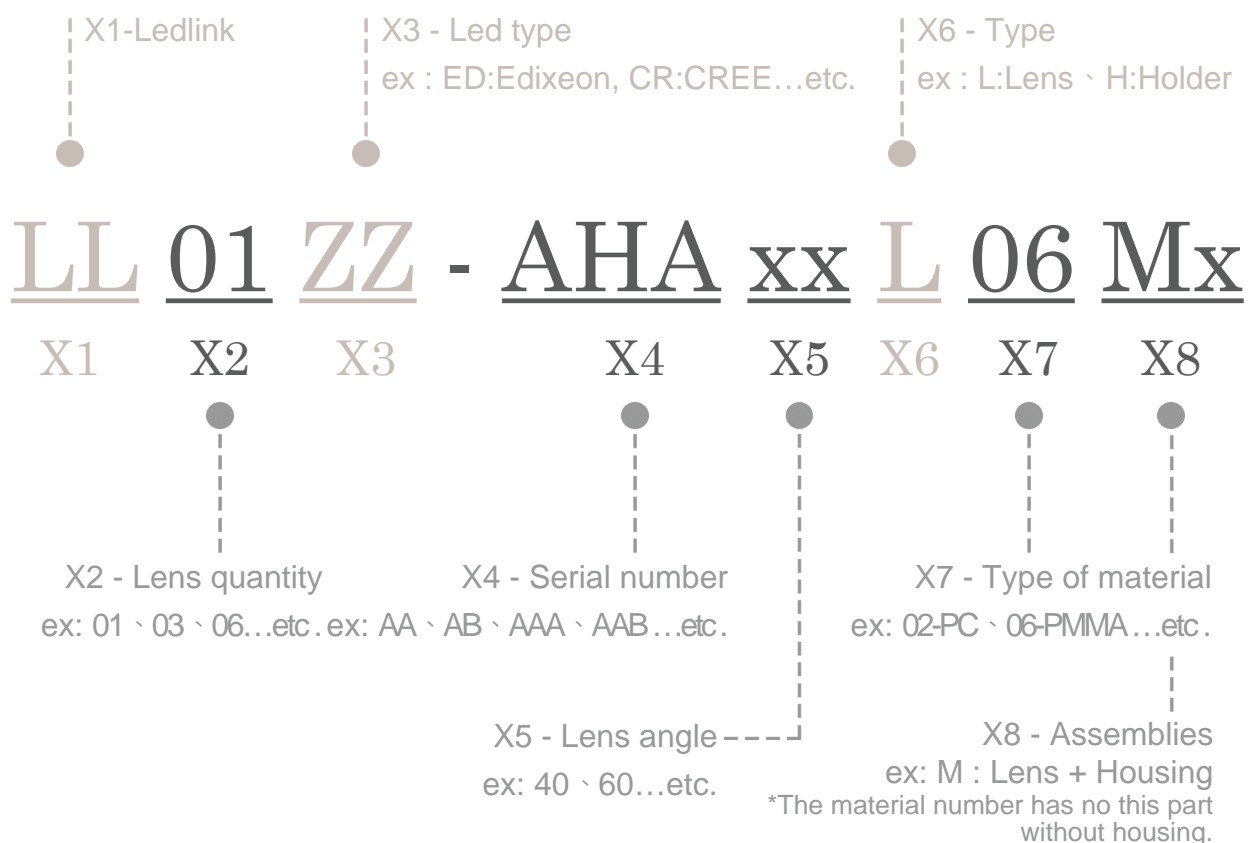 X1-Ledlink
X3 - Led type
ex : ED:Edixeon, CR:CREE…etc.
X6 - Type
ex : L:Lens、H:Holder
LL 01 ZZ - AHA xx L 06 Mx
X1 X2 X3 X4 X5 X6 X7 X8
X2 - Lens quantity
ex: 01、03、06…etc.
X4 - Serial number
ex: AA、AB、AAA、AAB…etc.
X7 - Type of material
ex: 02-PC、06-PMMA…etc.
X5 - Lens angle
ex: 40、60…etc.
X8 - Assemblies
ex: M : Lens + Housing
*The material number has no this part
without housing.